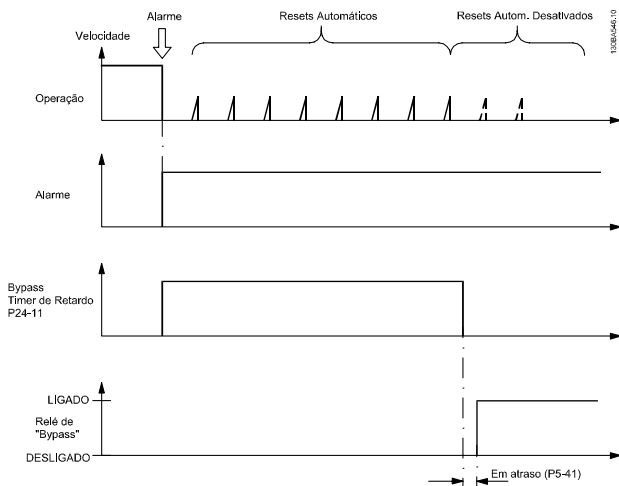 Alarme
Resets Automáticos
Resets Autom. Desativados
130BA546.10
Velocidade
Operação
Alarme
Bypass
Timer de Retardo
P24-11
LIGADO
Relé de
"Bypass"
DESLIGADO
Em atraso (P5-41)